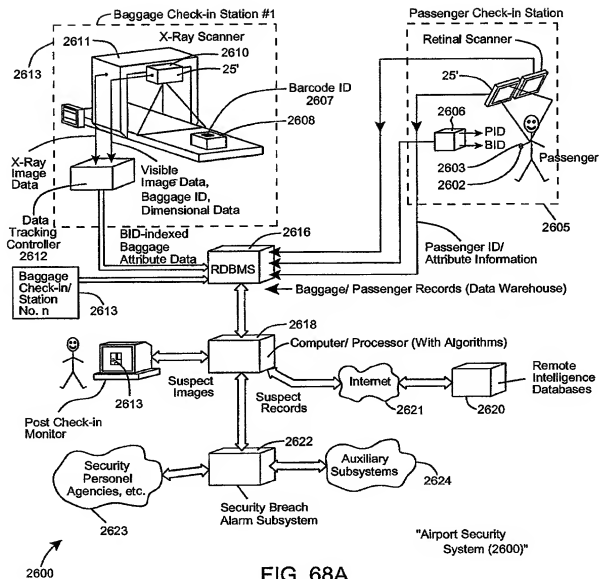 Baggage Check-in Station #1
Passenger Check-in Station
2613
2611
X-Ray Scanner
2610
25'
Barcode ID
2607
2608
Retinal Scanner
25'
2606
PID
BID
2603
2602
Passenger
2605
X-Ray
Image
Data
Visible
Image Data,
Baggage ID,
Dimensional Data
Data
Tracking
Controller
2612
BID-indexed
Baggage
Attribute Data
2616
RDBMS
Passenger ID/
Attribute Information
Baggage
Check-in/
Station
No. n
2613
Baggage/ Passenger Records (Data Warehouse)
2618
Computer/ Processor (With Algorithms)
2613
Suspect
Images
Suspect
Records
Internet
2621
2620
Remote
Intelligence
Databases
Post Check-in
Monitor
2622
Security
Personel
Agencies, etc.
2623
Auxiliary
Subsystems
2624
Security Breach
Alarm Subsystem
2600
"Airport Security
System (2600)"
FIG. 68A